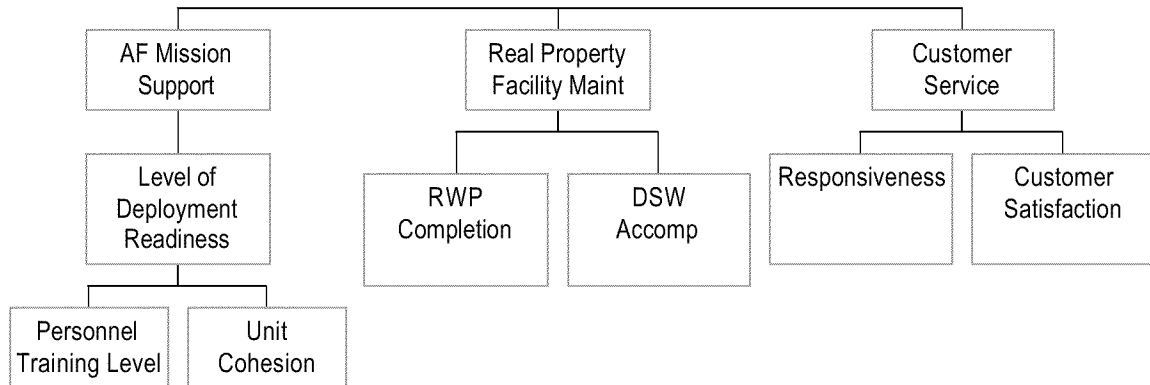 AF Mission
Support
Real Property
Facility Maint
Customer
Service
Level of
Deployment
Readiness
RWP
Completion
DSW
Accomp
Responsiveness
Customer
Satisfaction
Personnel
Training Level
Unit
Cohesion